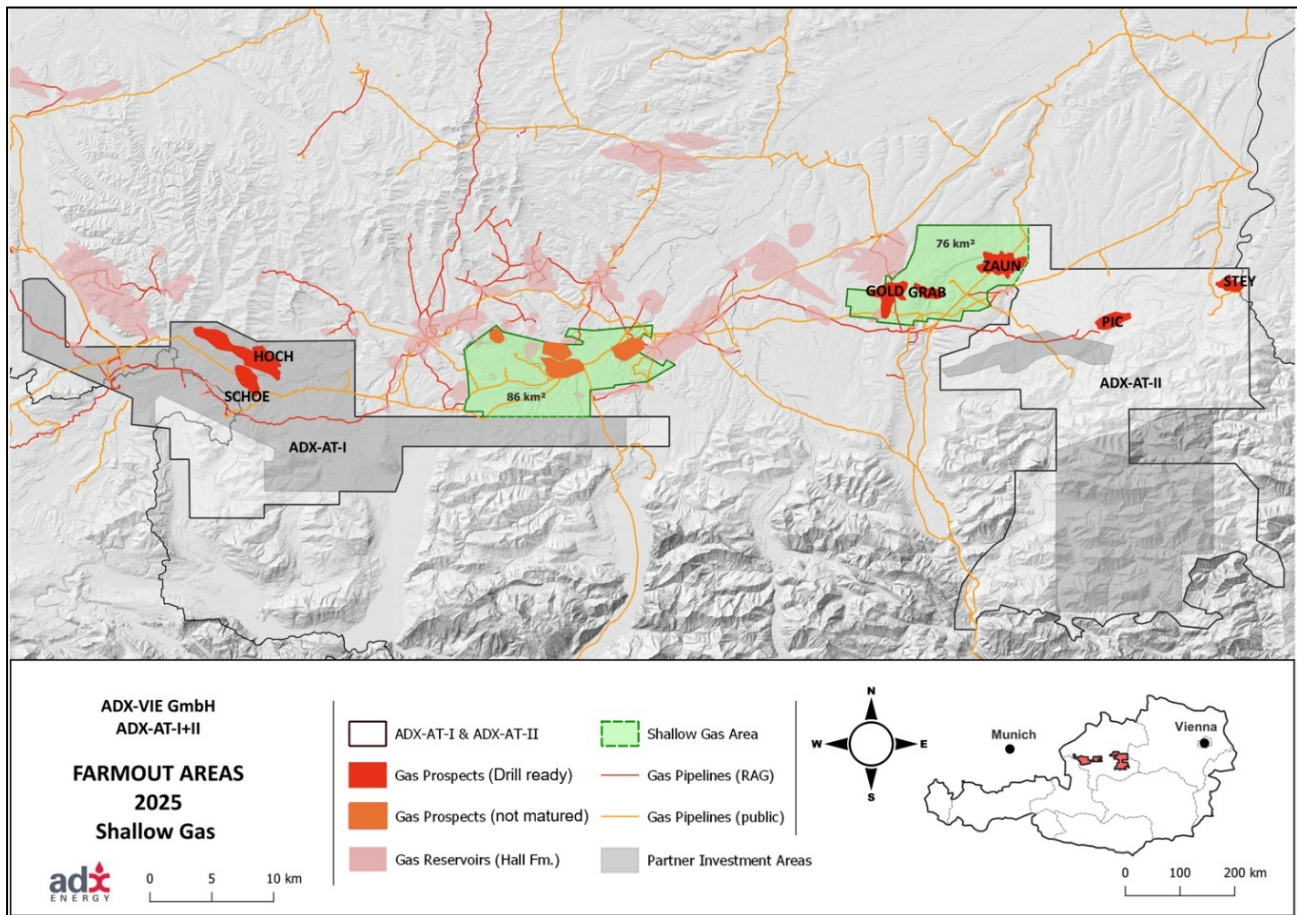 76 km²
ZAUN
GOLD GRAB
STEY
PIC
HOCH
SCHOE
86 km²
ADX-AT-II
ADX-AT-I
ADX-VIE GmbH
ADX-AT-I+II
FARMOUT AREAS
2025
Shallow Gas
adx
ENERGY
0 5 10 km
ADX-AT-I & ADX-AT-II
Gas Prospects (Drill ready)
Gas Prospects (not matured)
Gas Reservoirs (Hall Fm.)
Shallow Gas Area
Gas Pipelines (RAG)
Gas Pipelines (public)
Partner Investment Areas
N
W E
S
Munich
Vienna
0 100 200 km